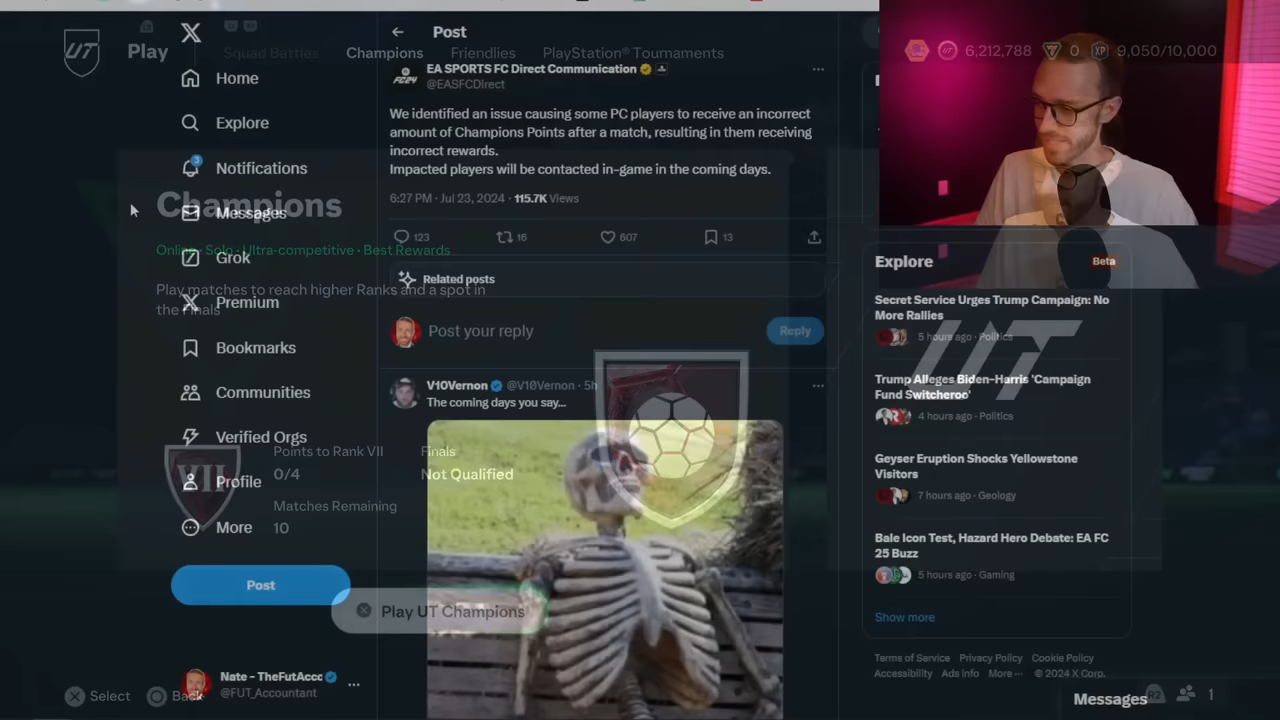 Post
Play
Squad Battles
Champions
Friendlies
PlayStation® Tournaments
6,212,788
0
XP
9,050/10,000
UT
Home
Explore
3
Notifications
Messages
Grok
Premium
Bookmarks
Communities
Verified Orgs
Profile
More
Post
Nate - TheFutAccc
@FUT_Accountant
EA SPORTS FC Direct Communication
@EASFCDirect
FC24
We identified an issue causing some PC players to receive an incorrect
amount of Champions Points after a match, resulting in them receiving
incorrect rewards.
Impacted players will be contacted in-game in the coming days.
6:27 PM · Jul 23, 2024 · 115.7K Views
123
16
607
13
Related posts
Post your reply
Reply
V10Vernon
@V10Vernon · 5h
The coming days you say...
Champions
Online · Solo · Ultra-competitive · Best Rewards
Play matches to reach higher Ranks and a spot in
the Finals
VII
Points to Rank VII
0/4
Matches Remaining
10
Finals
Not Qualified
Play UT Champions
Select
Back
Explore
Beta
Secret Service Urges Trump Campaign: No
More Rallies
5 hours ago · Politics
UT
Trump Alleges Biden-Harris 'Campaign
Fund Switcheroo'
4 hours ago · Politics
Geyser Eruption Shocks Yellowstone
Visitors
7 hours ago · Geology
Bale Icon Test, Hazard Hero Debate: EA FC
25 Buzz
5 hours ago · Gaming
Show more
Terms of Service
Privacy Policy
Cookie Policy
Accessibility
Ads info
More ···
© 2024 X Corp.
Messages
R2
1